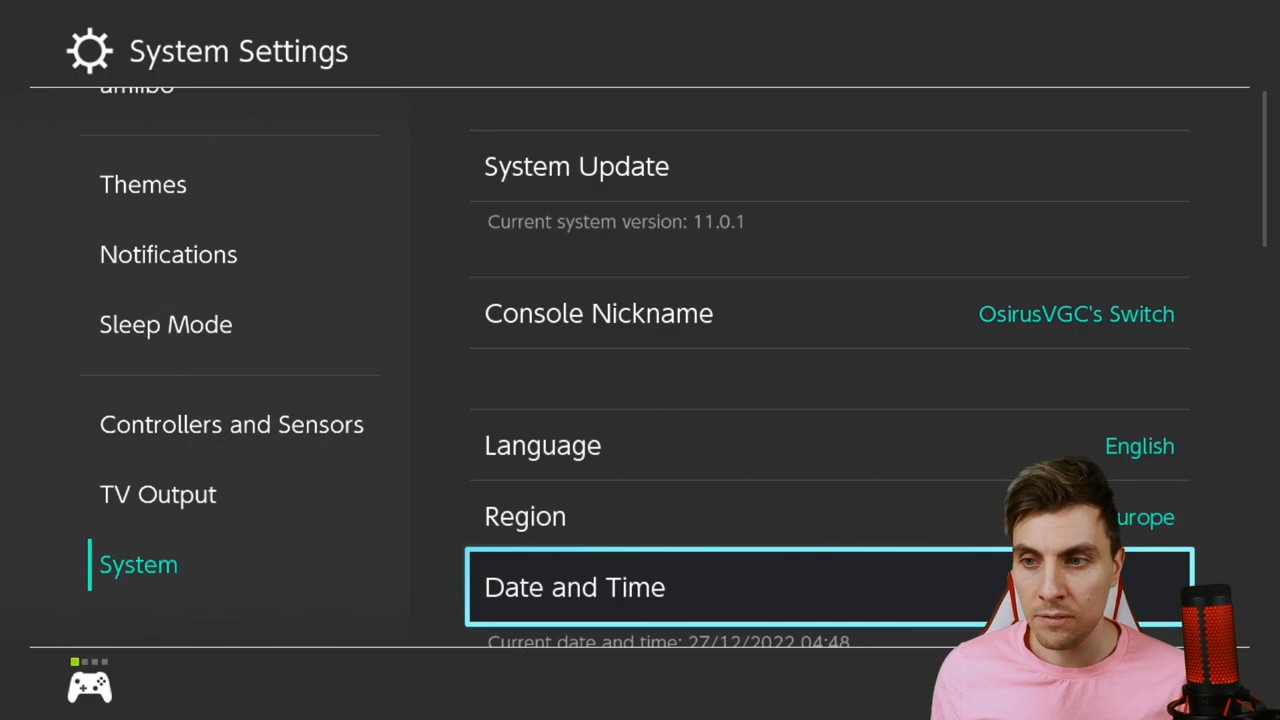 System Settings
amiibo
Themes
Notifications
Sleep Mode
Controllers and Sensors
TV Output
System
System Update
Current system version: 11.0.1
Console Nickname OsirusVGC's Switch
Language English
Region urope
Date and Time
Current date and time: 27/12/2022 04:48